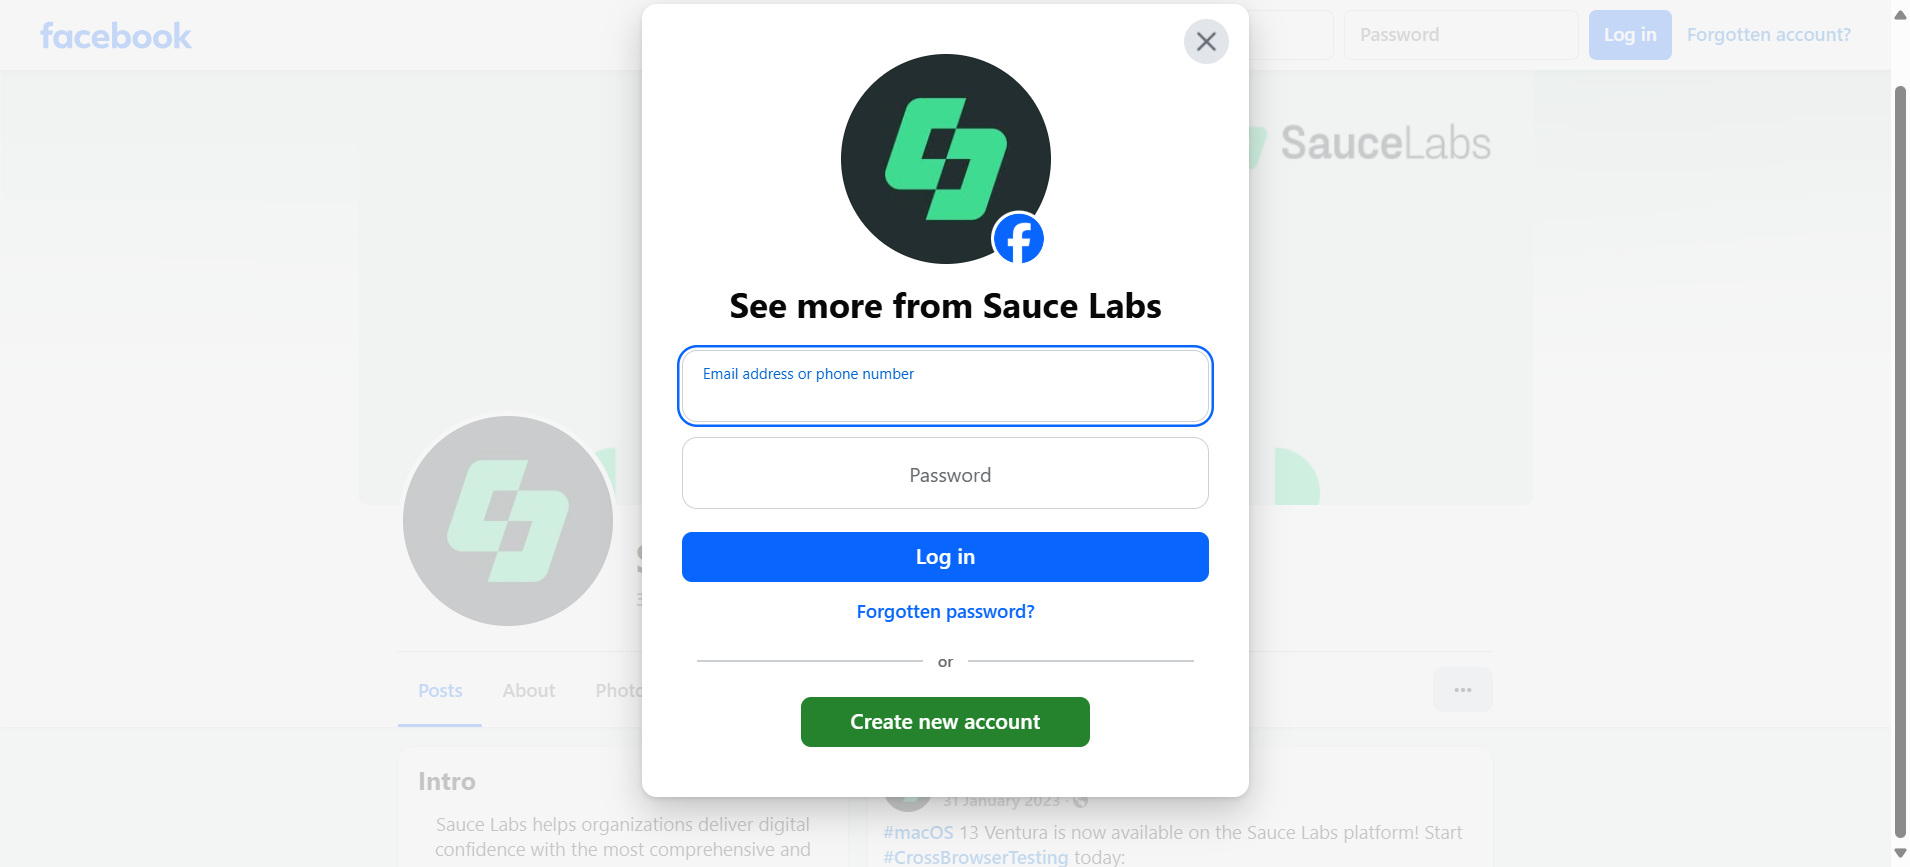 facebook
Password
Log in
Forgotten account?
SauceLabs
See more from Sauce Labs
Email address or phone number
Password
Log in
Forgotten password?
or
Create new account
Posts
About
···
Intro
Sauce Labs helps organizations deliver digital
confidence with the most comprehensive and
31 January 2023 ·
#macOS 13 Ventura is now available on the Sauce Labs platform! Start
#CrossBrowserTesting today: